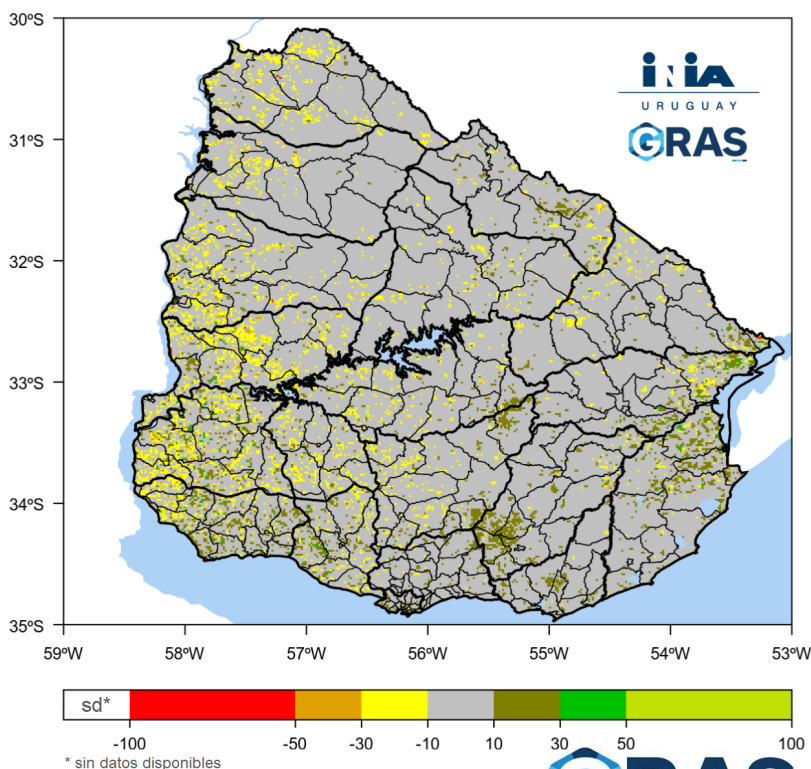 30ºS
31ºS
32ºS
33ºS
34ºS
35ºS
iNiA
URUGUAY
GRAS
59ºW 58ºW 57ºW 56ºW 55ºW 54ºW 53ºW
sd*
-100 -50 -30 -10 10 30 50 100
* sin datos disponibles
GRAS